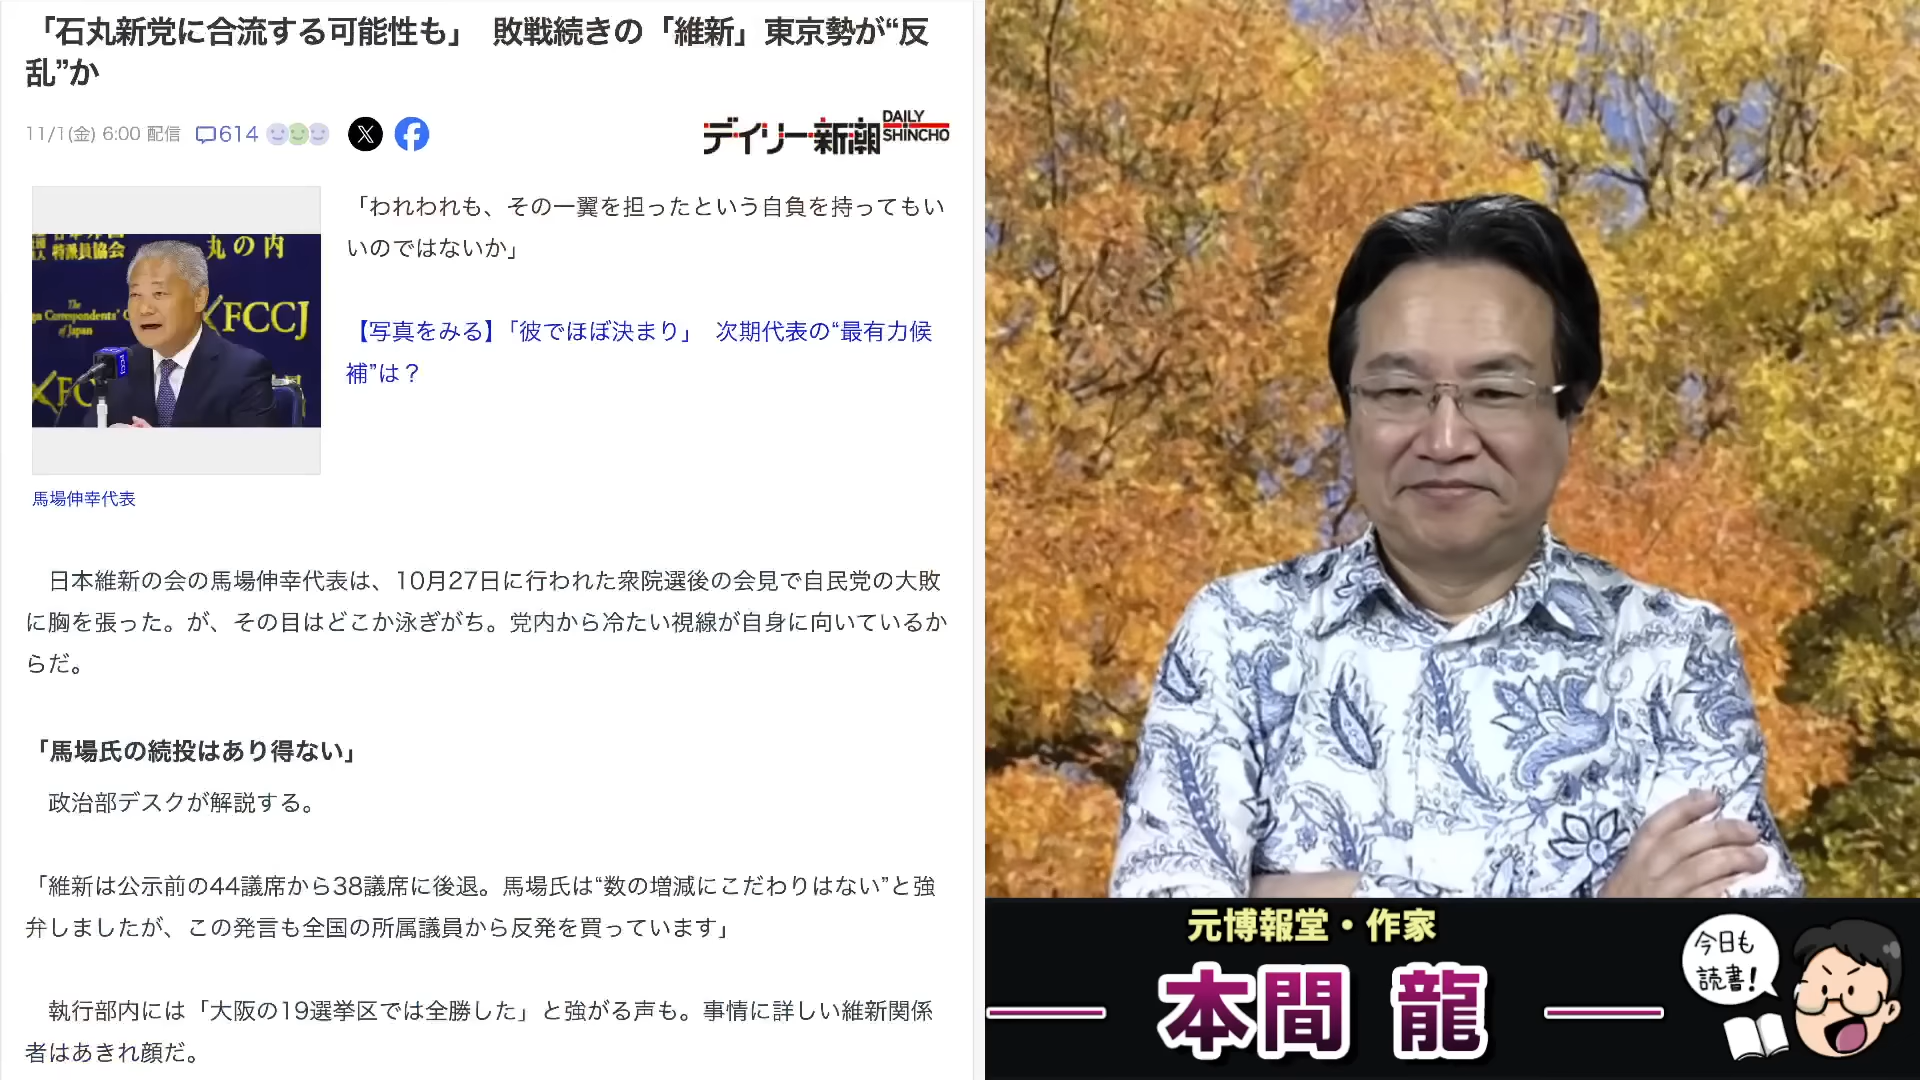 「石丸新党に合流する可能性も」 敗戦続きの「維新」東京勢が“反
乱”か
11/1(金) 6:00 配信
614
デイリー新潮
DAILY
SHINCHO
特派員協会
丸の内
The
Correspondents'
of Japan
FCCJ
FCCJ
馬場伸幸代表
「われわれも、その一翼を担ったという自負を持ってもい
いのではないか」
【写真をみる】「彼でほぼ決まり」 次期代表の“最有力候
補”は？
日本維新の会の馬場伸幸代表は、10月27日に行われた衆院選後の会見で自民党の大敗
に胸を張った。が、その目はどこか泳ぎがち。党内から冷たい視線が自身に向いているか
らだ。
「馬場氏の続投はあり得ない」
政治部デスクが解説する。
「維新は公示前の44議席から38議席に後退。馬場氏は“数の増減にこだわりはない”と強
弁しましたが、この発言も全国の所属議員から反発を買っています」
執行部内には「大阪の19選挙区では全勝した」と強がる声も。事情に詳しい維新関係
者はあきれ顔だ。
元博報堂・作家
本間 龍
今日も
読書！